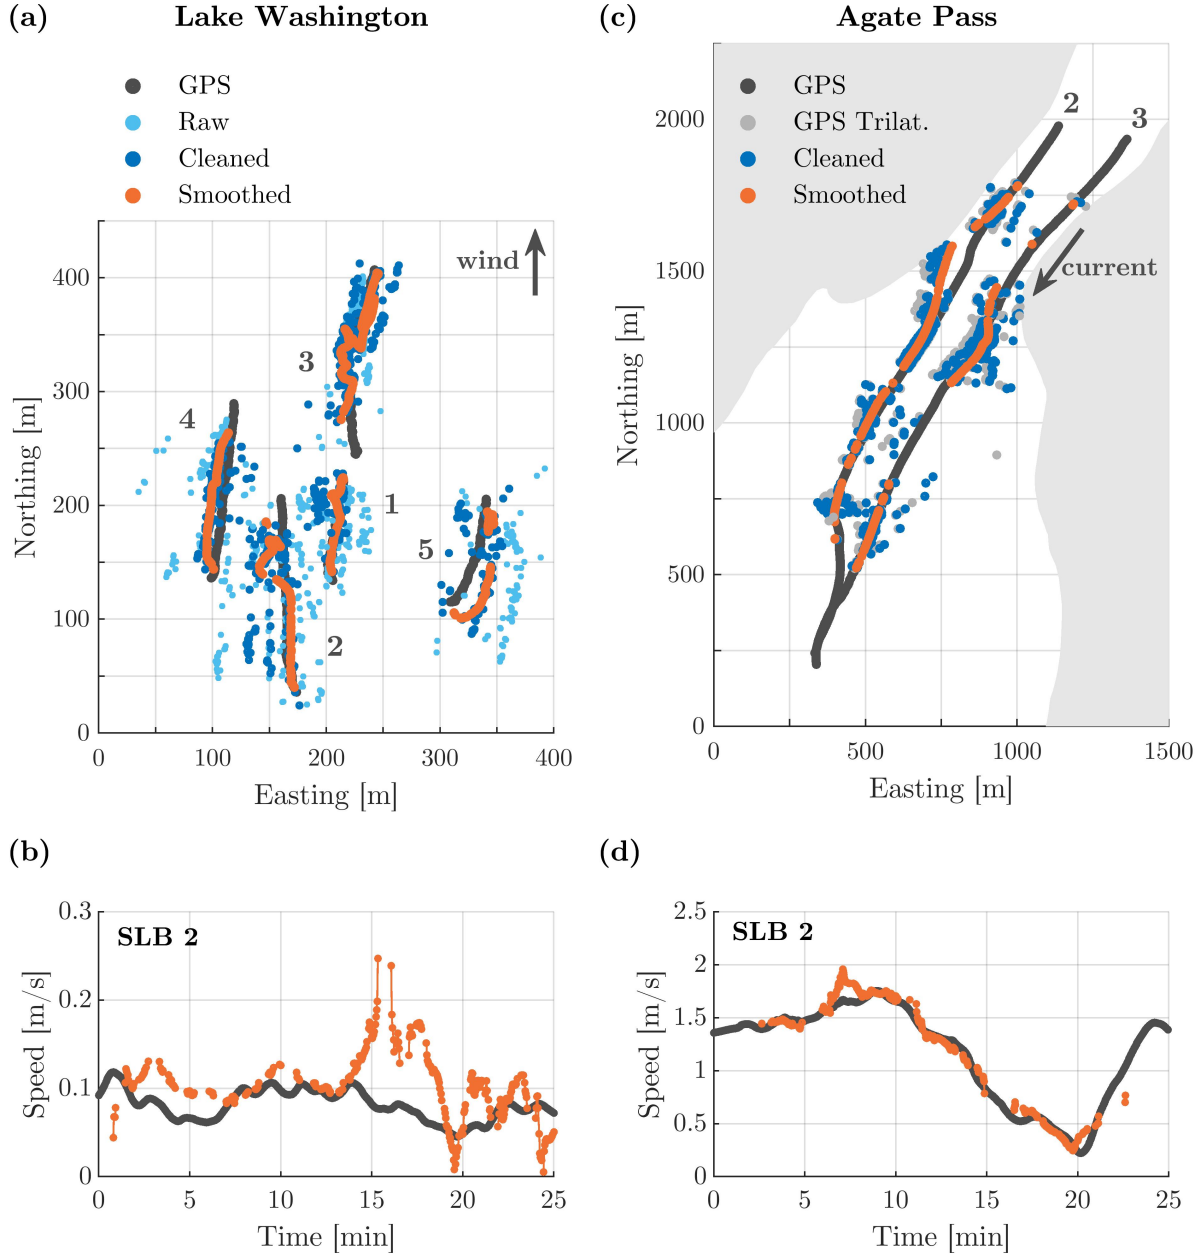 (a) Lake Washington
GPS
Raw
Cleaned
Smoothed
wind
400
300
200
100
0
3
4
1
5
2
Northing [m]
0 100 200 300 400
Easting [m]
(c) Agate Pass
GPS
GPS Trilat.
Cleaned
Smoothed
2
3
current
2000
1500
1000
500
0
Northing [m]
0 500 1000 1500
Easting [m]
(b)
SLB 2
0.3
0.2
0.1
0
Speed [m/s]
0 5 10 15 20 25
Time [min]
(d)
SLB 2
2.5
2
1.5
1
0.5
0
Speed [m/s]
0 5 10 15 20 25
Time [min]